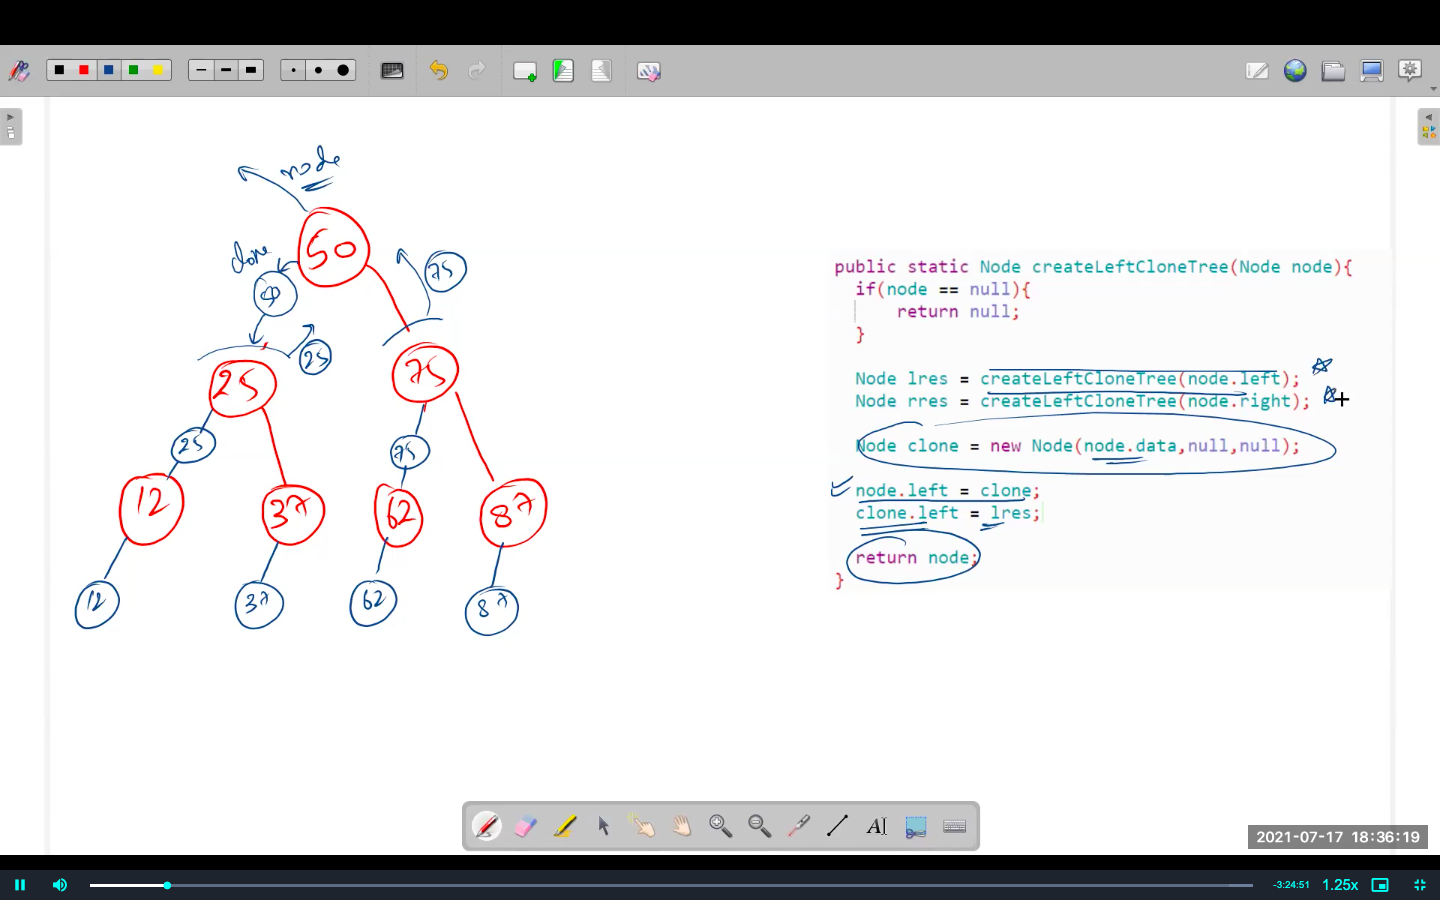 node
50
clone
75
25
25
75
25
75
12
37
62
87
12
37
62
87
public static Node createLeftCloneTree(Node node){
if(node == null){
return null;
}
Node lres = createLeftCloneTree(node.left);
Node rres = createLeftCloneTree(node.right);
Node clone = new Node(node.data,null,null);
node.left = clone;
clone.left = lres;
return node;
}
AI
2021-07-17 18:36:19
-3:24:51
1.25x